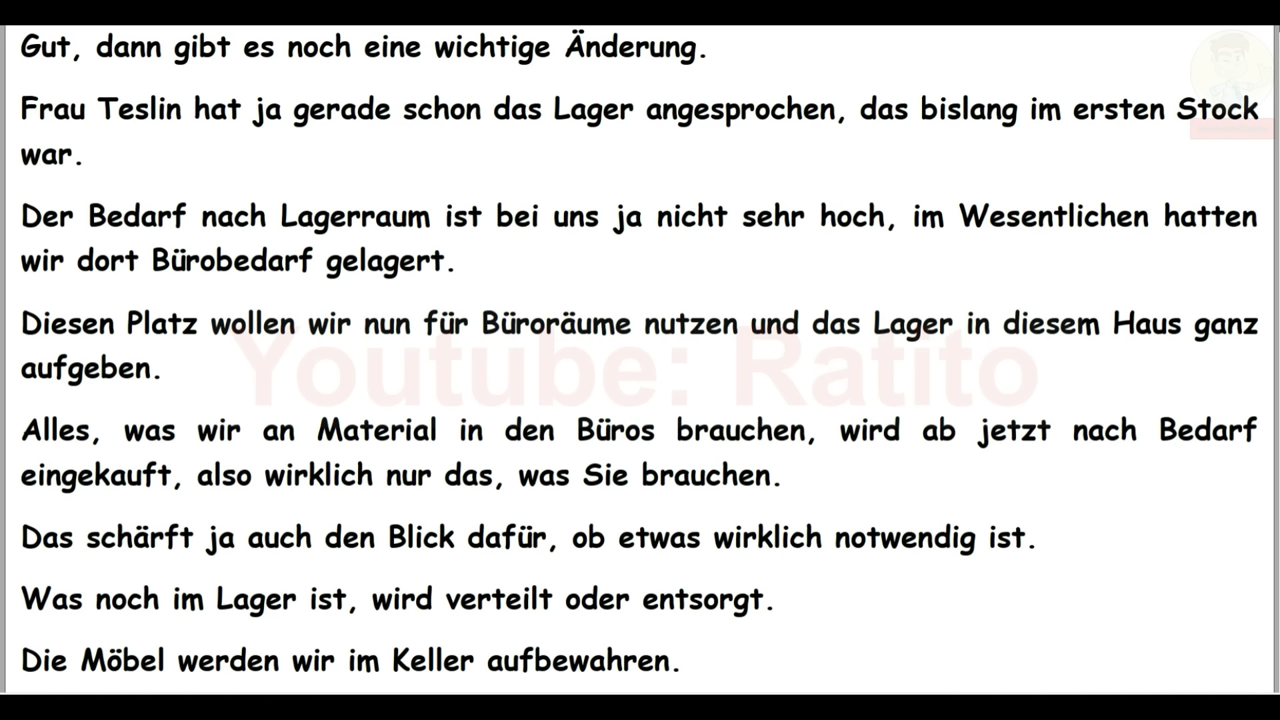 Gut, dann gibt es noch eine wichtige Änderung.
Frau Teslin hat ja gerade schon das Lager angesprochen, das bislang im ersten Stock
war.
Der Bedarf nach Lagerraum ist bei uns ja nicht sehr hoch, im Wesentlichen hatten
wir dort Bürobedarf gelagert.
Diesen Platz wollen wir nun für Büroräume nutzen und das Lager in diesem Haus ganz
aufgeben.
Youtube: Ratito
Alles, was wir an Material in den Büros brauchen, wird ab jetzt nach Bedarf
eingekauft, also wirklich nur das, was Sie brauchen.
Das schärft ja auch den Blick dafür, ob etwas wirklich notwendig ist.
Was noch im Lager ist, wird verteilt oder entsorgt.
Die Möbel werden wir im Keller aufbewahren.